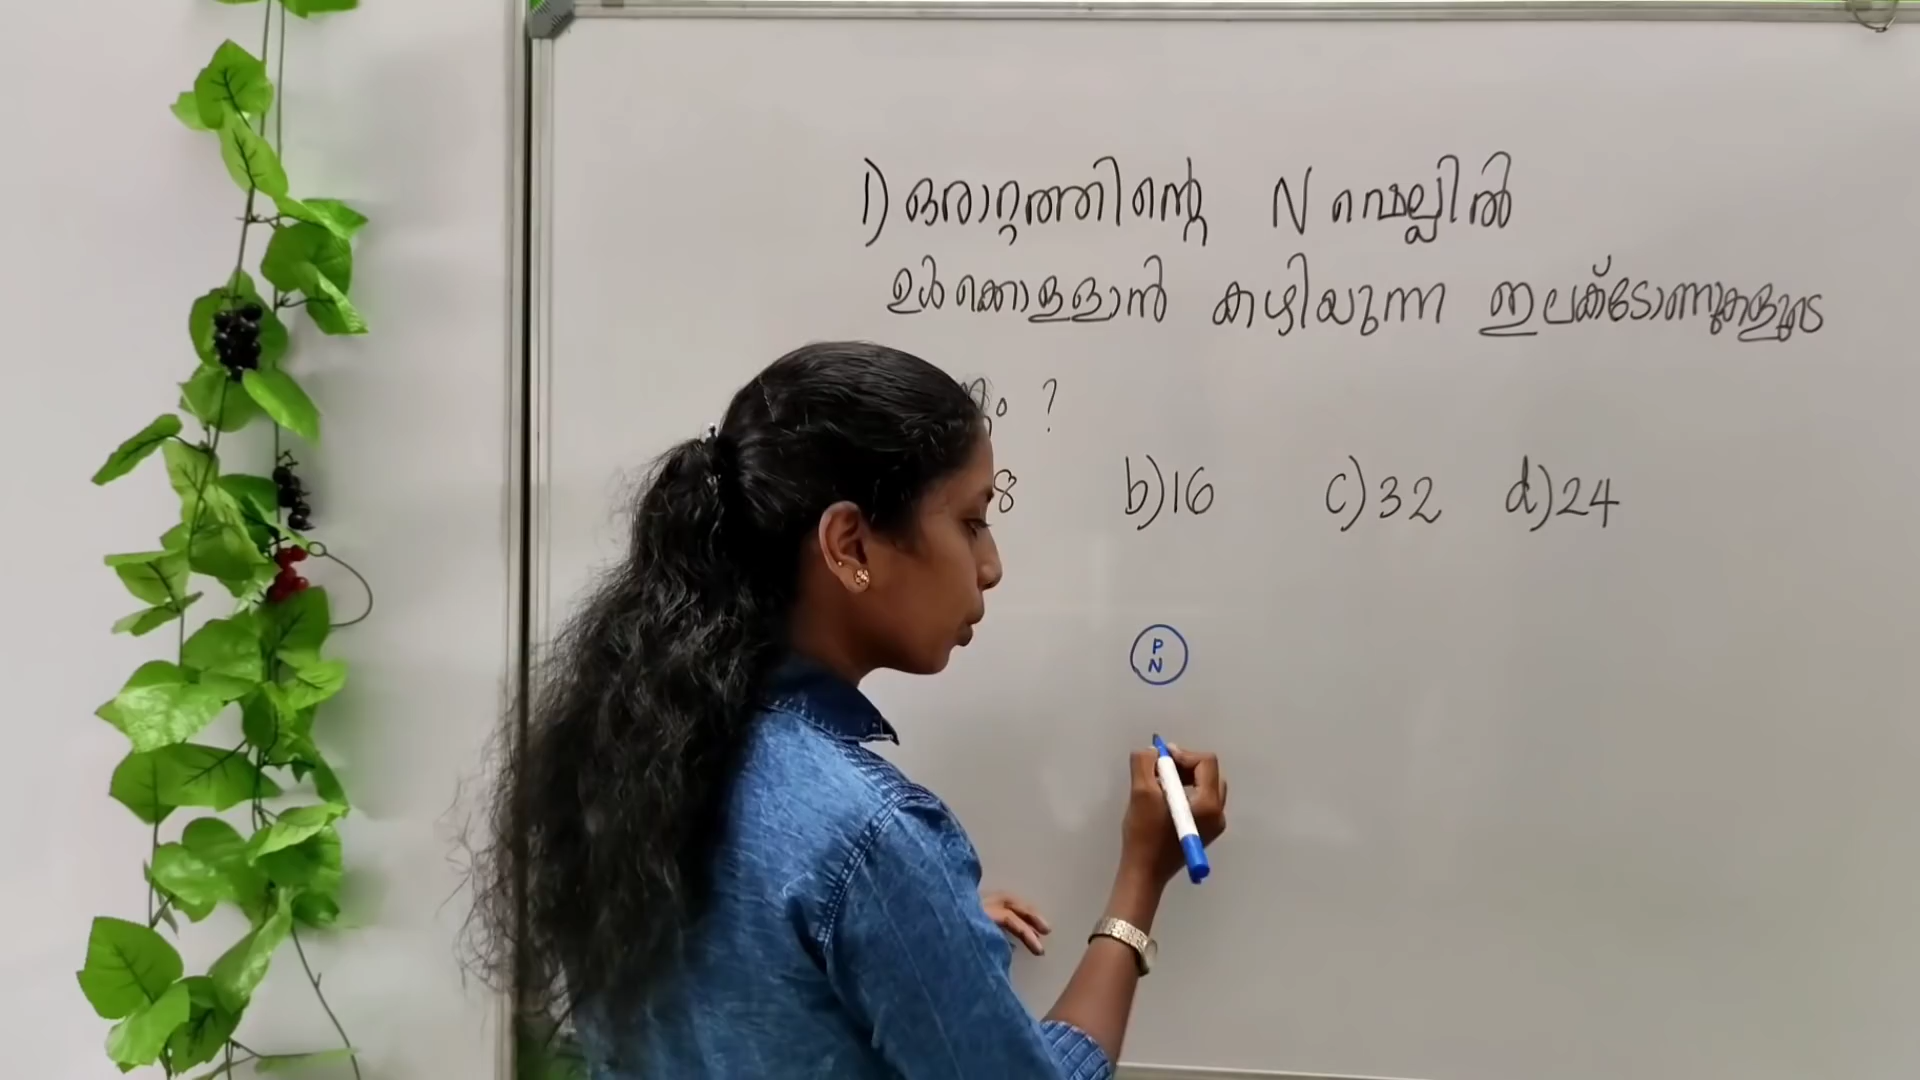 1) ഒരാറ്റത്തിന്റെ N ഷെല്ലിൽ
ഉൾക്കൊള്ളാൻ കഴിയുന്ന ഇലക്ടോണുകളുടെ
?
8 b)16 c)32 d)24
P
N